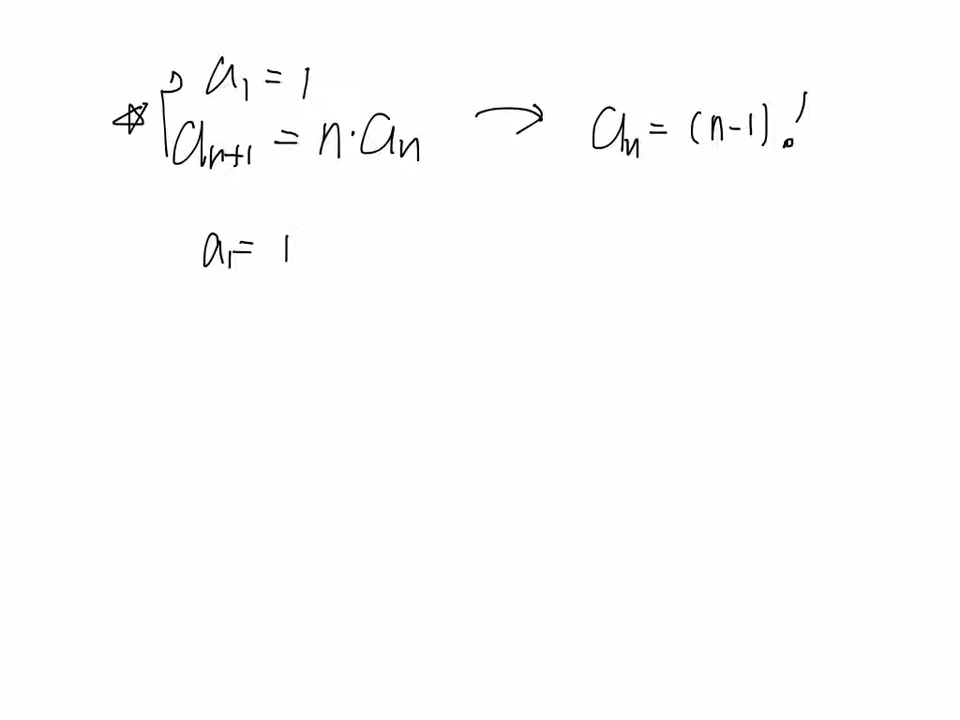 ☆ a₁ = 1
aₙ₊₁ = n·aₙ → aₙ = (n-1)!
a₁ = 1